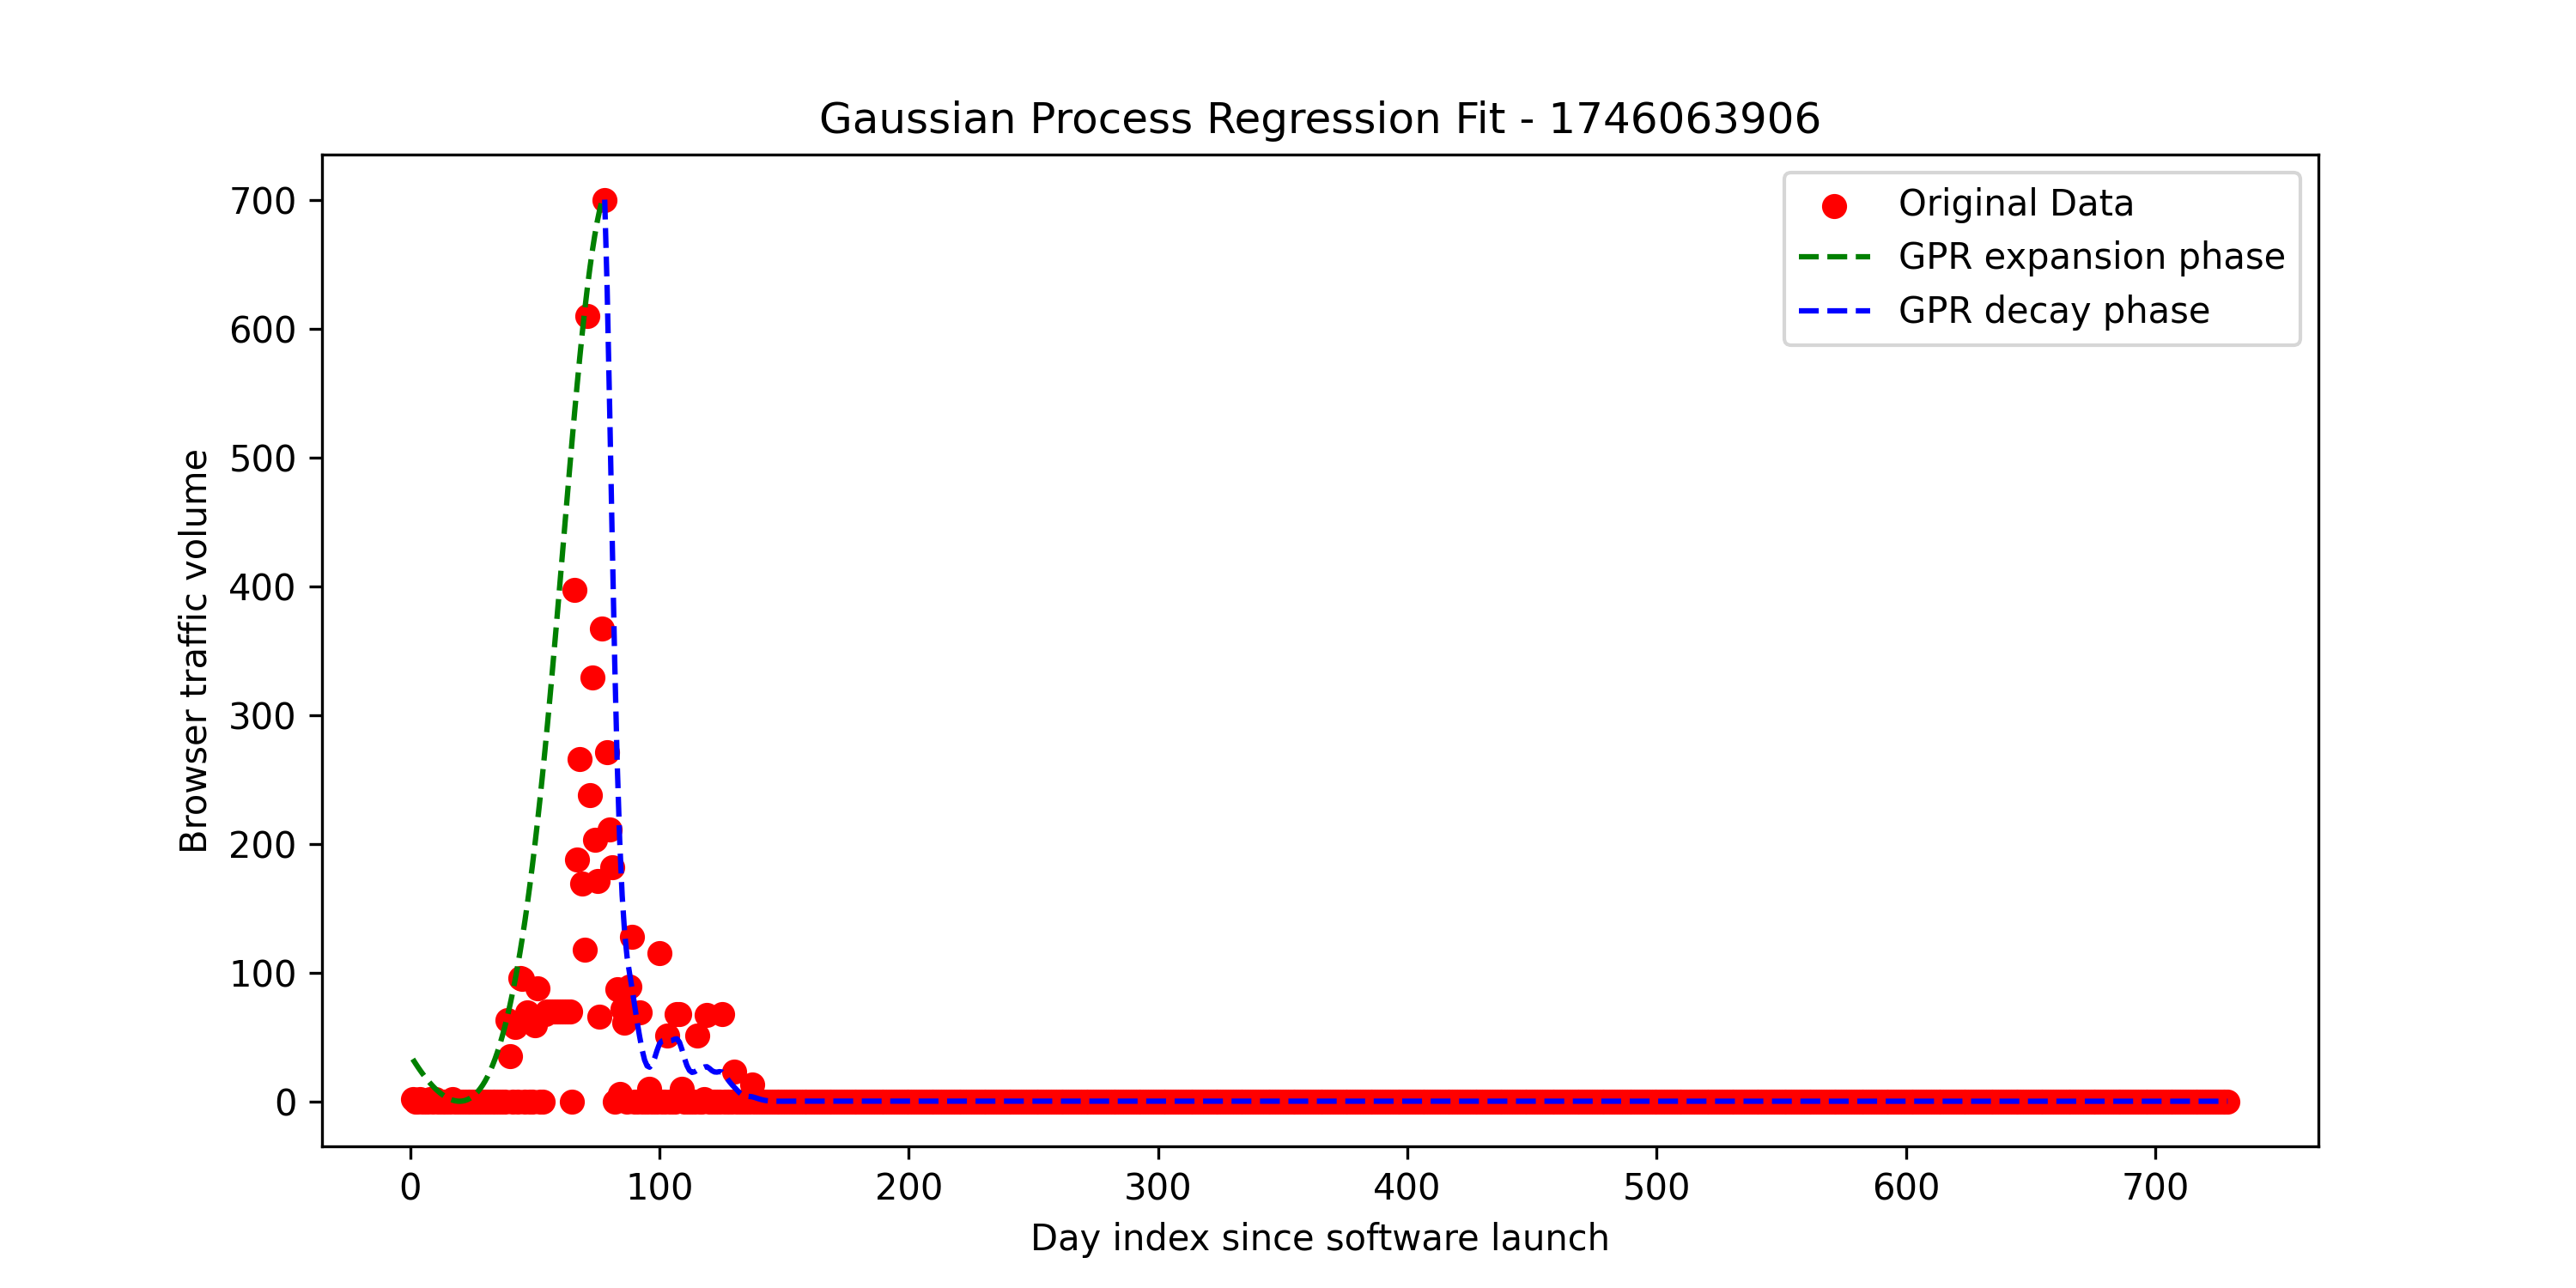 Gaussian Process Regression Fit - 1746063906
Original Data
GPR expansion phase
GPR decay phase
Browser traffic volume
700
600
500
400
300
200
100
0
0 100 200 300 400 500 600 700
Day index since software launch